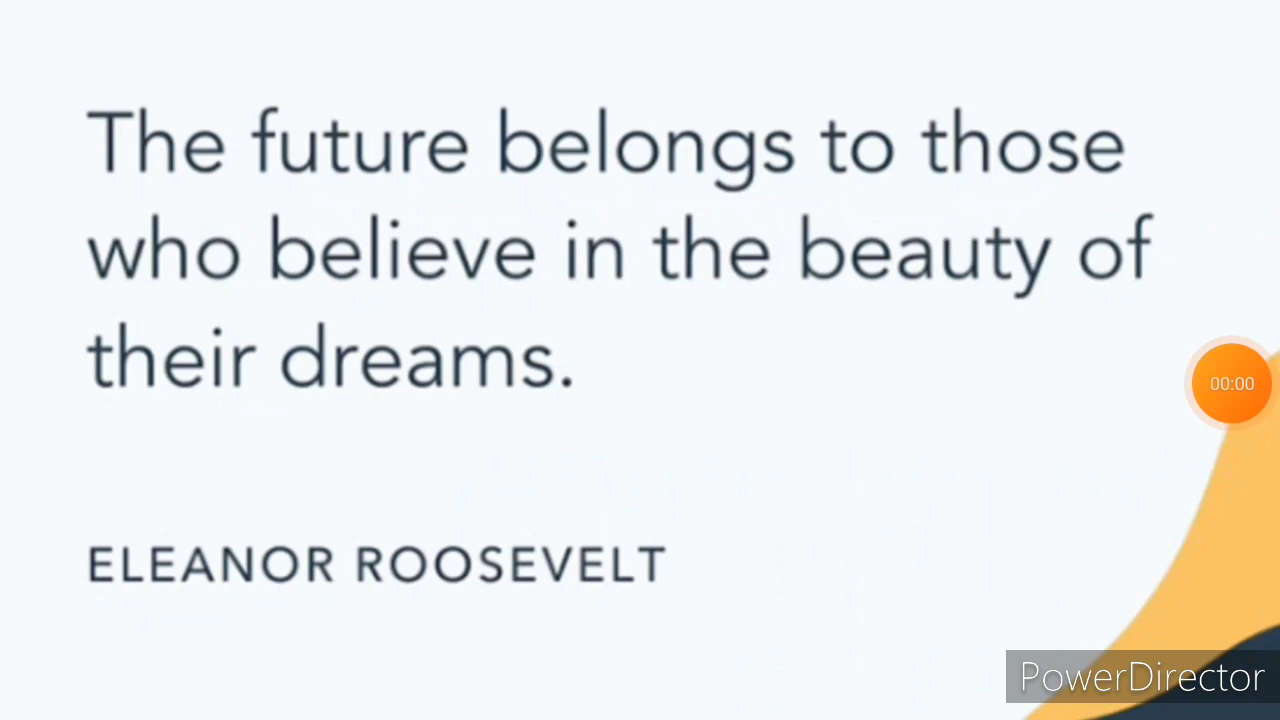 The future belongs to those
who believe in the beauty of
their dreams.
00:00
ELEANOR ROOSEVELT
PowerDirector